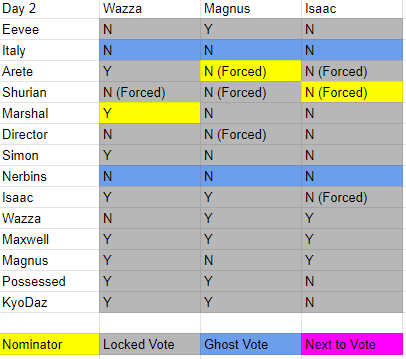 Day 2 Wazza Magnus Isaac
Eevee N Y N
Italy N N N
Arete Y N (Forced) N (Forced)
Shurian N (Forced) N (Forced) N (Forced)
Marshal Y N N
Director N N (Forced) N
Simon Y N N
Nerbins N N N
Isaac Y Y N (Forced)
Wazza N Y Y
Maxwell Y Y Y
Magnus Y N Y
Possessed Y Y N
KyoDaz Y Y N
Nominator Locked Vote Ghost Vote Next to Vote